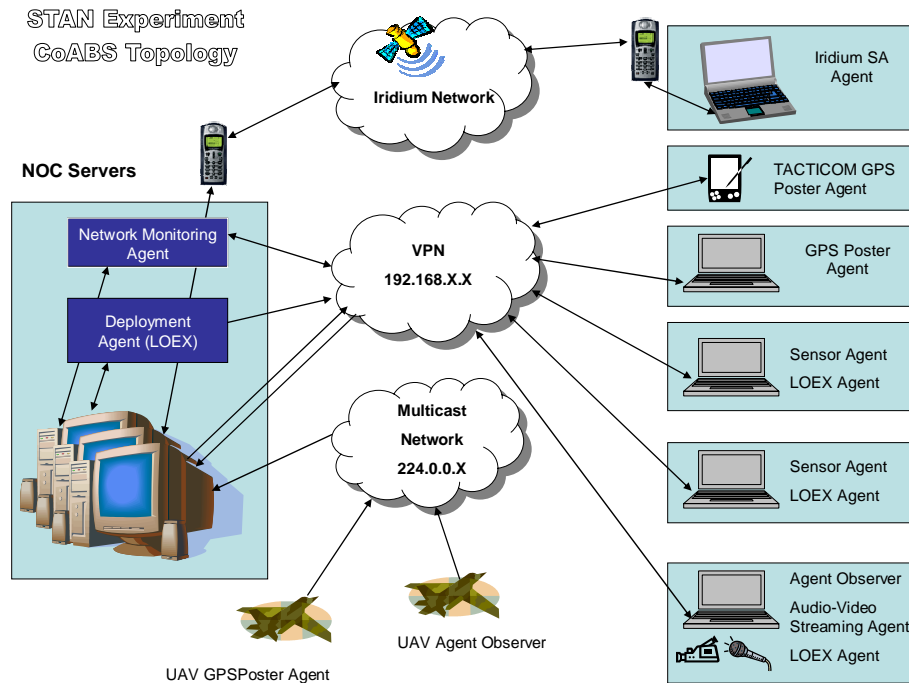 STAN Experiment
CoABS Topology
Iridium Network
Iridium SA
Agent
NOC Servers
TACTICOM GPS
Poster Agent
Network Monitoring
Agent
VPN
192.168.X.X
GPS Poster
Agent
Deployment
Agent (LOEX)
Sensor Agent
LOEX Agent
Multicast
Network
224.0.0.X
Sensor Agent
LOEX Agent
Agent Observer
Audio-Video
Streaming Agent
LOEX Agent
UAV Agent Observer
UAV GPSPoster Agent